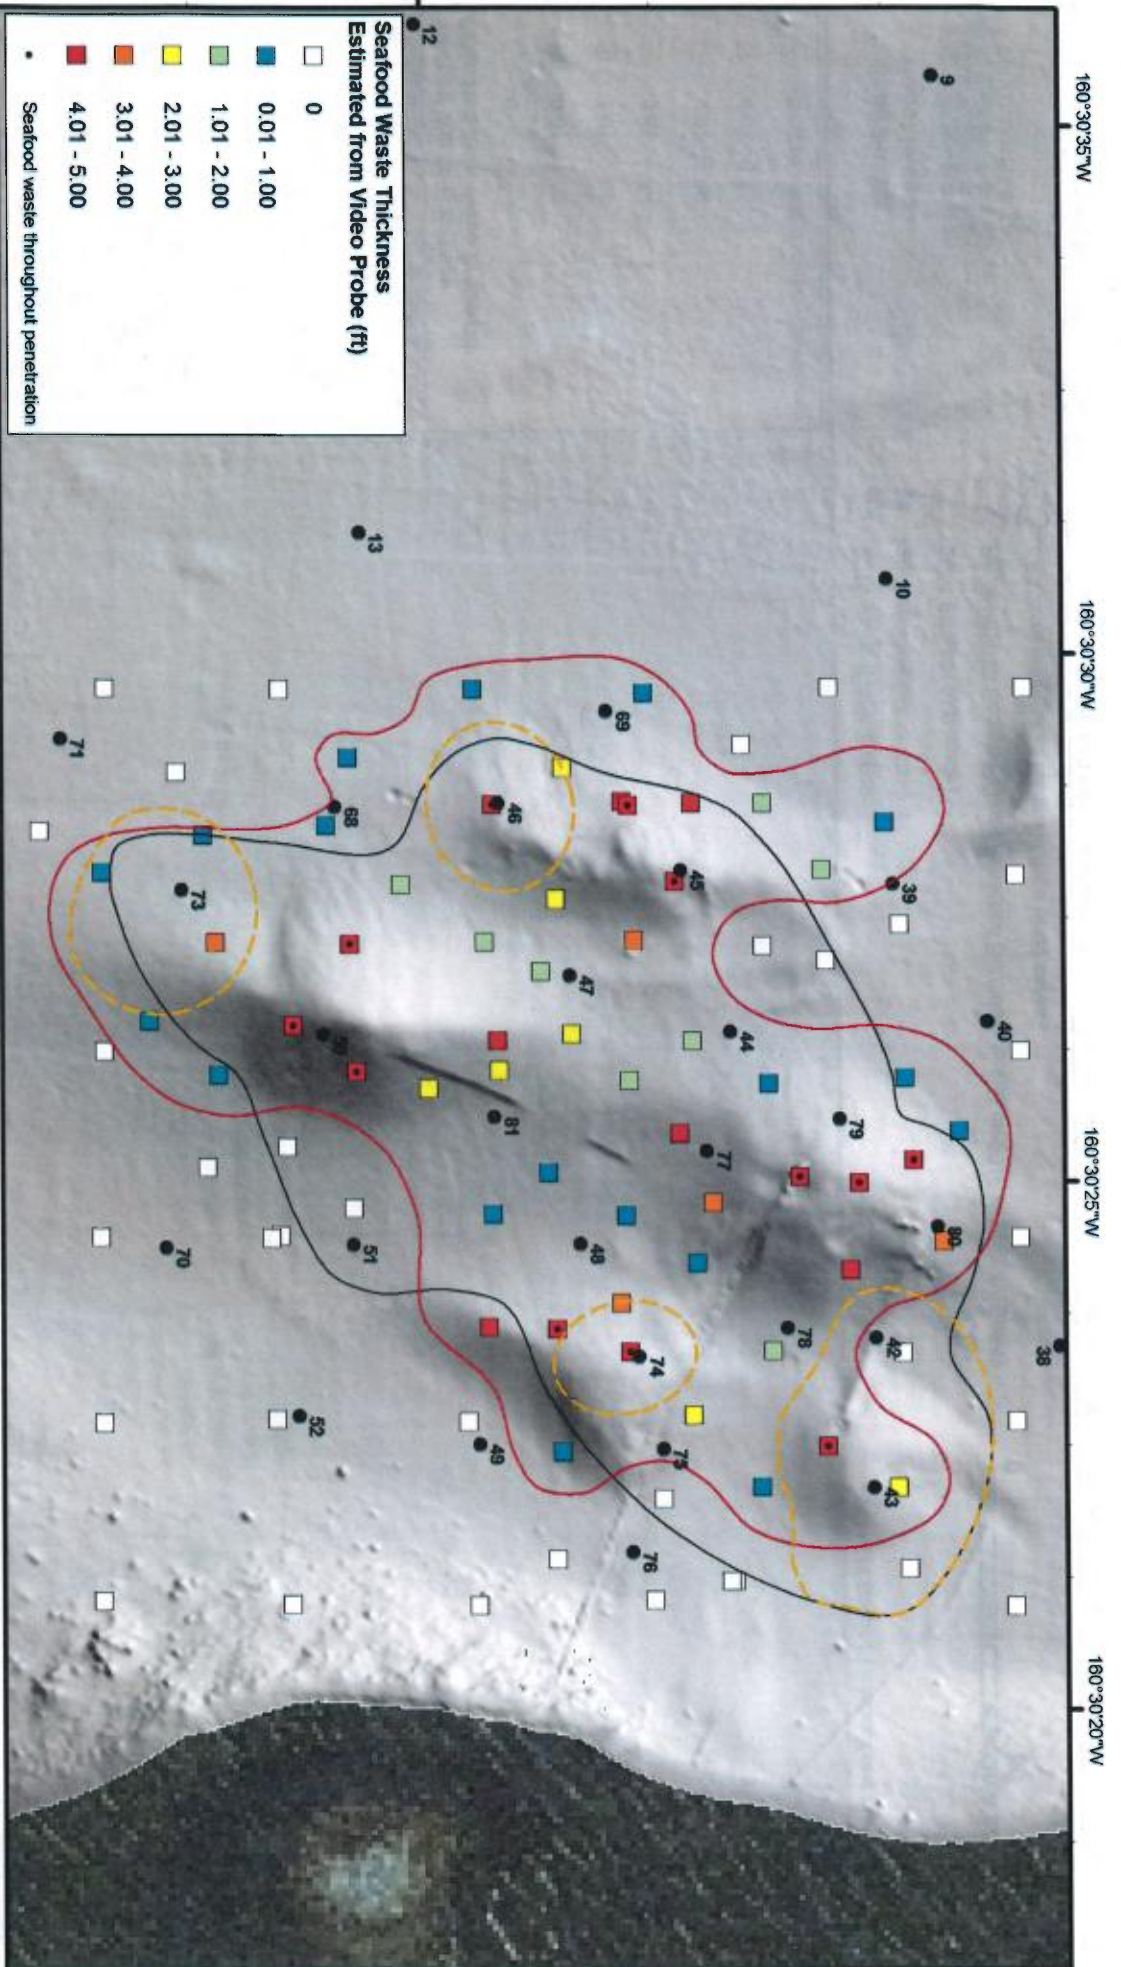 160°30'35"W
160°30'30"W
160°30'25"W
160°30'20"W
12
9
13
10
69
71
68
46
73
45
39
47
44
40
50
81
79
77
80
70
51
48
78
42
38
74
52
49
75
43
76
Seafood Waste Thickness
Estimated from Video Probe (ft)
0
0.01 - 1.00
1.01 - 2.00
2.01 - 3.00
3.01 - 4.00
4.01 - 5.00
Seafood waste throughout penetration